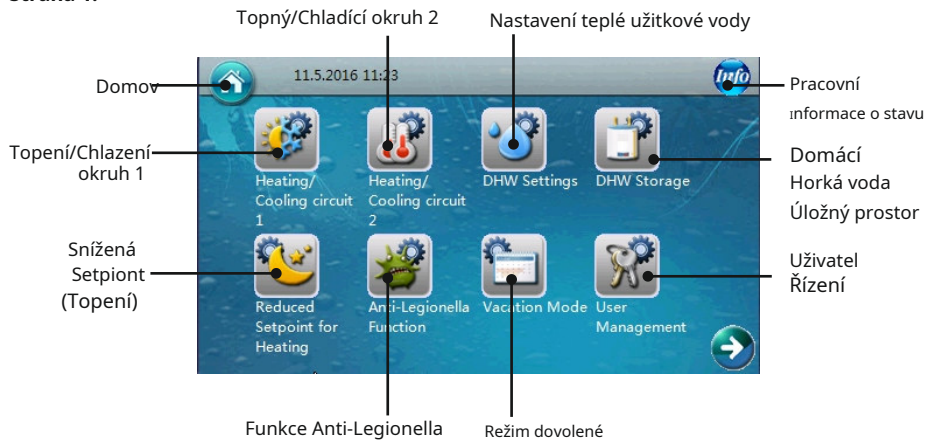 Topný/Chladící okruh 2
Nastavení teplé užitkové vody
Domov
11.5.2016 11:23
Info
Pracovní
ınformace o stavu
Topení/Chlazení
okruh 1
Heating/
Cooling circuit
1
Heating/
Cooling circuit
2
DHW Settings
DHW Storage
Domácí
Horká voda
Úložný prostor
Snížená
Setpiont
(Topení)
Reduced
Setpoint for
Heating
Anti-Legionella
Function
Vacation Mode
User
Management
Uživatel
Řízení
Funkce Anti-Legionella
Režim dovolené